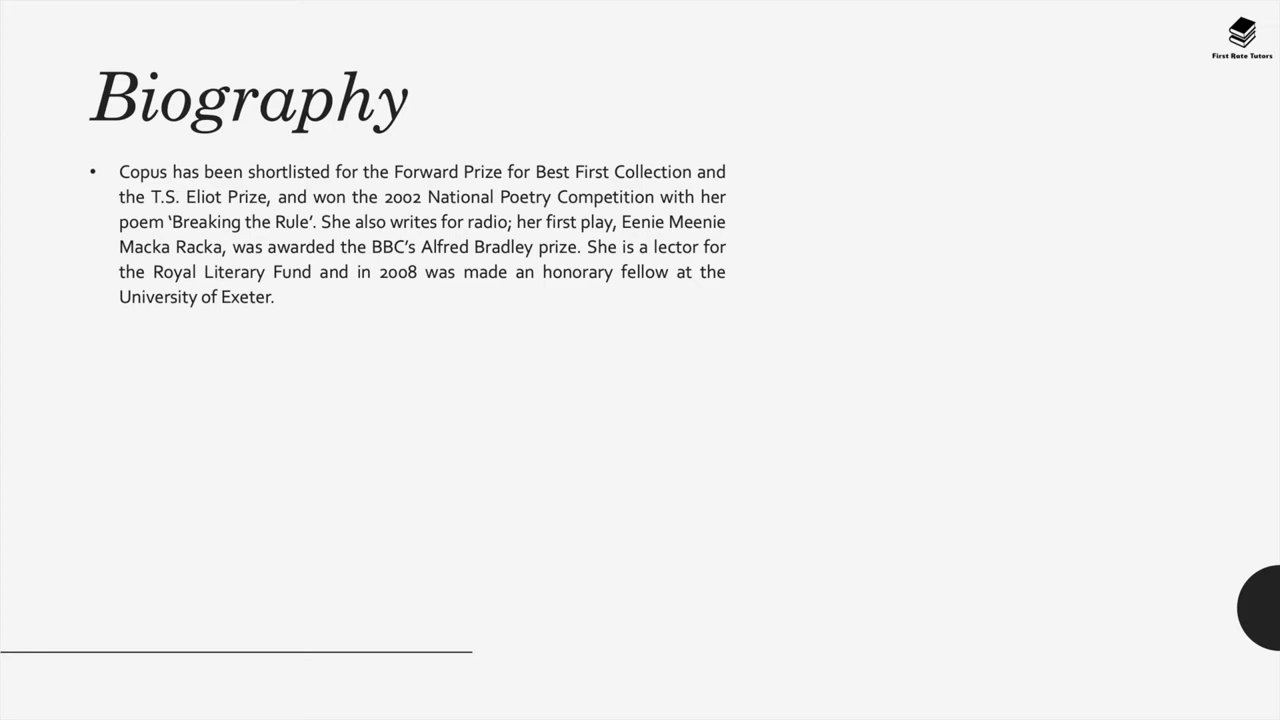 First Rate Tutors
Biography
• Copus has been shortlisted for the Forward Prize for Best First Collection and
the T.S. Eliot Prize, and won the 2002 National Poetry Competition with her
poem ‘Breaking the Rule’. She also writes for radio; her first play, Eenie Meenie
Macka Racka, was awarded the BBC’s Alfred Bradley prize. She is a lector for
the Royal Literary Fund and in 2008 was made an honorary fellow at the
University of Exeter.